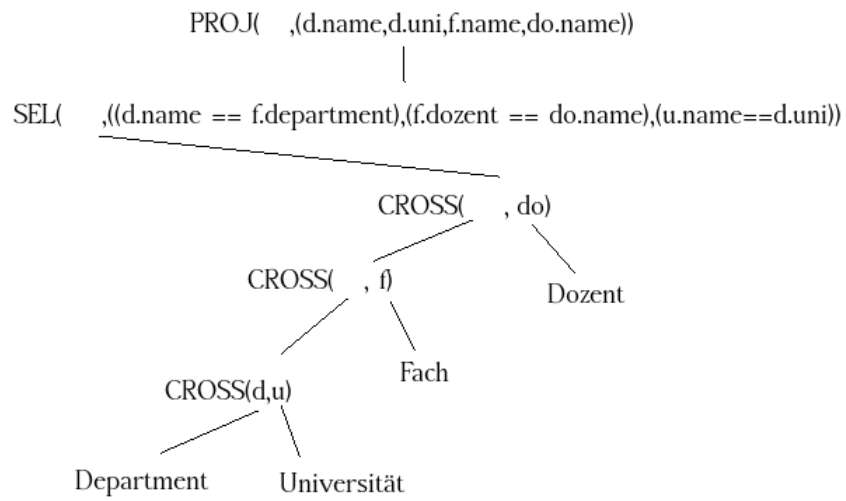 PROJ(    ,(d.name,d.uni,f.name,do.name))
SEL(    ,((d.name == f.department),(f.dozent == do.name),(u.name==d.uni))
CROSS(    , do)
CROSS(    , f)
Dozent
Fach
CROSS(d,u)
Department
Universität